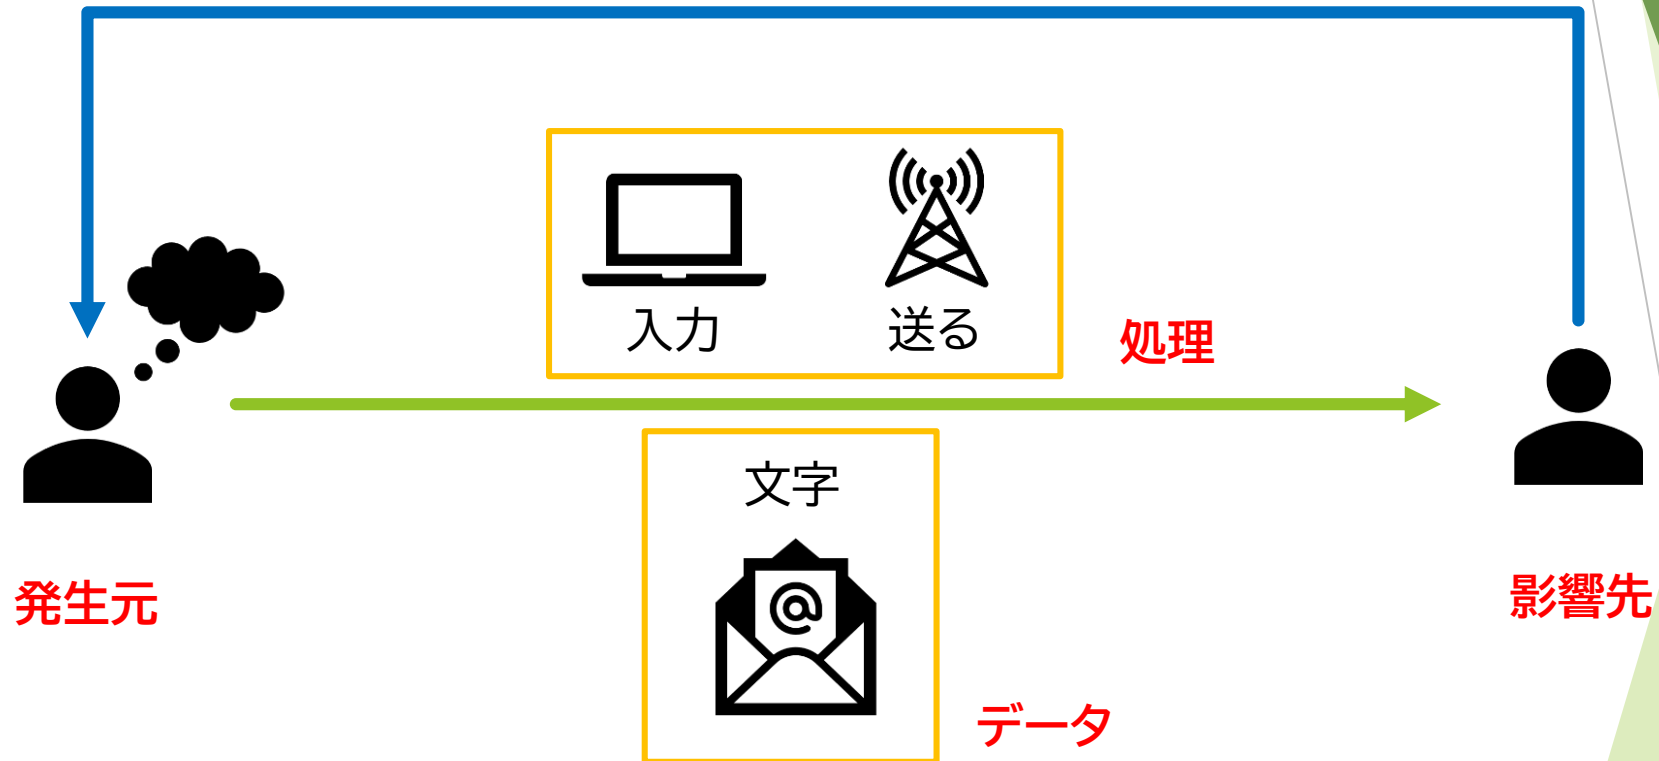 入力
送る
処理
文字
@
発生元
影響先
データ